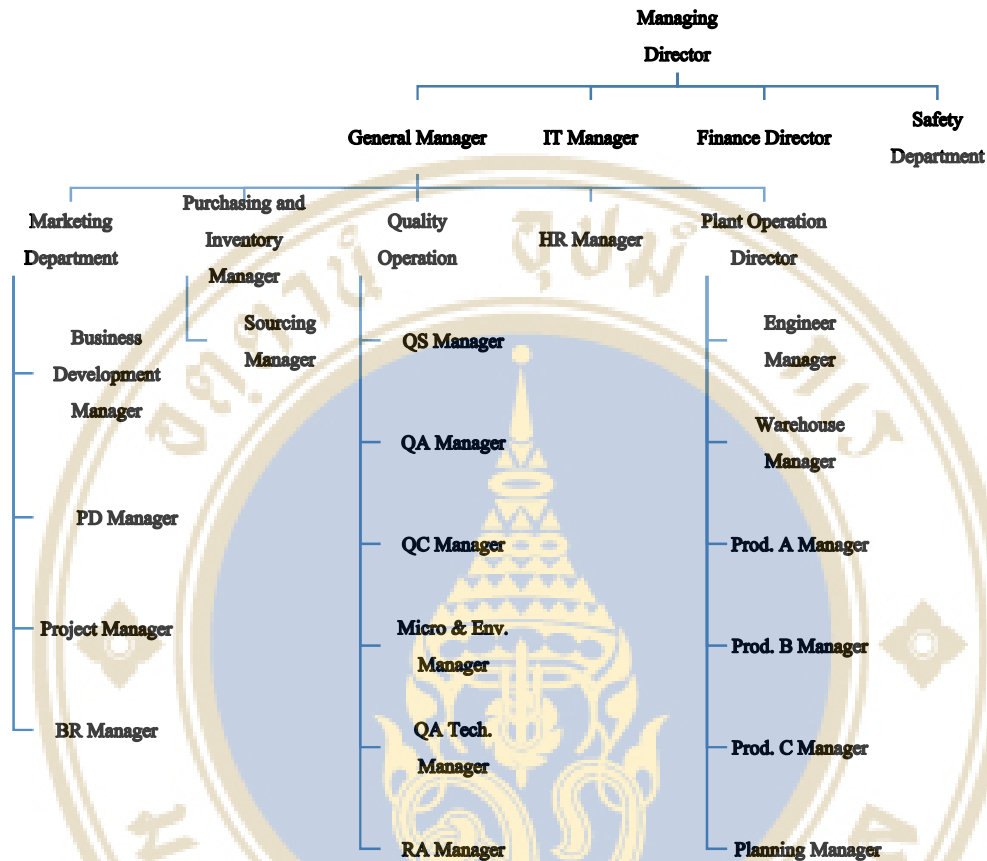 Managing
Director
General Manager
IT Manager
Finance Director
Safety
Department
Marketing
Department
Purchasing and
Inventory
Manager
Quality
Operation
HR Manager
Plant Operation
Director
Business
Development
Manager
PD Manager
Project Manager
BR Manager
Sourcing
Manager
QS Manager
QA Manager
QC Manager
Micro & Env.
Manager
QA Tech.
Manager
RA Manager
Engineer
Manager
Warehouse
Manager
Prod. A Manager
Prod. B Manager
Prod. C Manager
Planning Manager